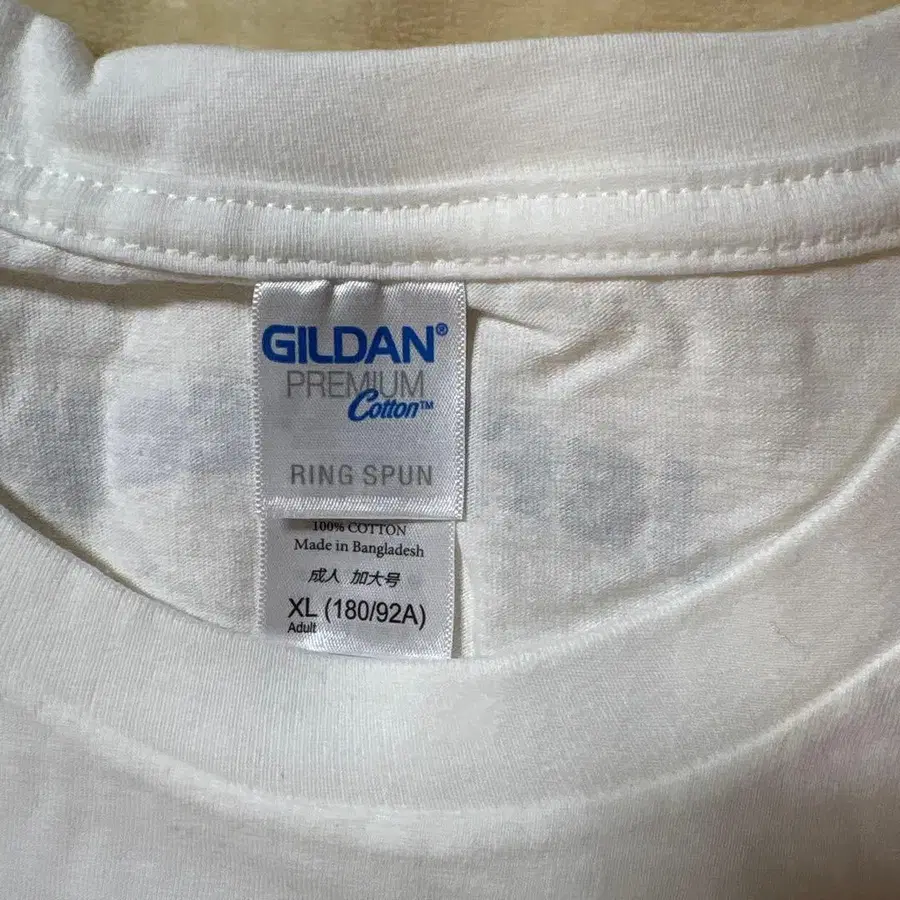 GILDAN®
PREMIUM
Cotton™
RING SPUN
100% COTTON
Made in Bangladesh
成人 加大号
XL (180/92A)
Adult